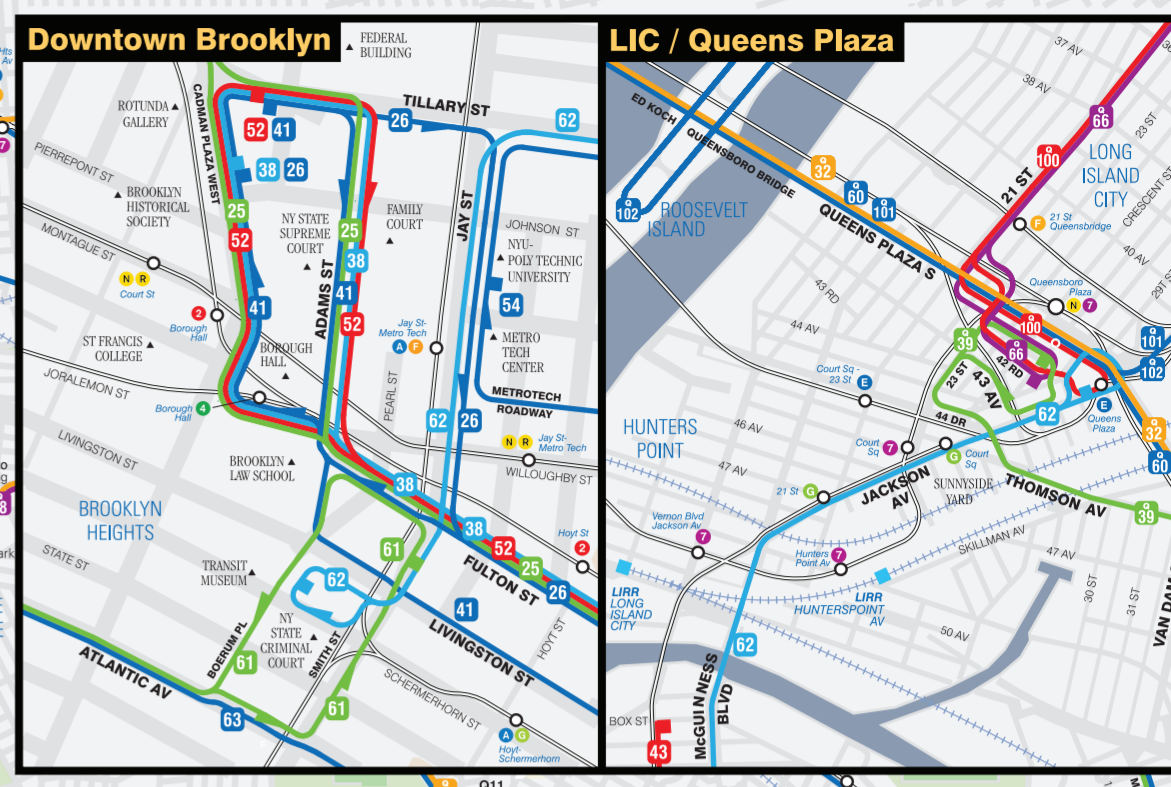 Downtown Brooklyn
FEDERAL
BUILDING
ROTUNDA
GALLERY
CADMAN PLAZA WEST
TILLARY ST
26
62
52
41
38
26
PIERREPONT ST
BROOKLYN
HISTORICAL
SOCIETY
MONTAGUE ST
25
52
NY STATE
SUPREME
COURT
25
38
FAMILY
COURT
JAY ST
JOHNSON ST
NYU-
POLY TECHNIC
UNIVERSITY
N R
Court St
41
ADAMS ST
41
52
54
2
Borough
Hall
Jay St-
Metro Tech
A F
METRO
TECH
CENTER
ST FRANCIS
COLLEGE
BOROUGH
HALL
JORALEMON ST
4
Borough
Hall
PEARL ST
METROTECH
ROADWAY
62
26
N R
Jay St-
Metro Tech
WILLOUGHBY ST
LIVINGSTON ST
BROOKLYN
LAW SCHOOL
38
BROOKLYN
HEIGHTS
38
52
25
26
Hoyt St
2
FULTON ST
STATE ST
TRANSIT
MUSEUM
61
62
41
LIVINGSTON ST
HOYT ST
NY
STATE
CRIMINAL
COURT
SMITH ST
BOERUM PL
61
ATLANTIC AV
63
61
SCHERMERHORN ST
A G
Hoyt-
Schermerhorn
LIC / Queens Plaza
37 AV
38 AV
ED KOCH
QUEENSBORO BRIDGE
66
23 ST
32
100
LONG
ISLAND
CITY
60
101
102
ROOSEVELT
ISLAND
21 ST
CRESCENT ST
QUEENS PLAZA S
F
21 St
Queensbridge
40 AV
29T
43 RD
Queensboro
Plaza
N 7
44 AV
100
39
66
101
102
42 RD
Court Sq -
23 St
E
23 ST
43 AV
62
E
Queens
Plaza
44 DR
HUNTERS
POINT
46 AV
Court
Sq
7
G
Court
Sq
32
60
47 AV
21 St
G
JACKSON
AV
SUNNYSIDE
YARD
THOMSON AV
39
Vernon Blvd
Jackson Av
7
SKILLMAN AV
Hunters
Point Av
7
47 AV
LIRR
LONG
ISLAND
CITY
LIRR
HUNTERSPOINT
AV
30 ST
31 ST
50 AV
62
VAN DAM
McGUINNESS
BLVD
BOX ST
43
Q11